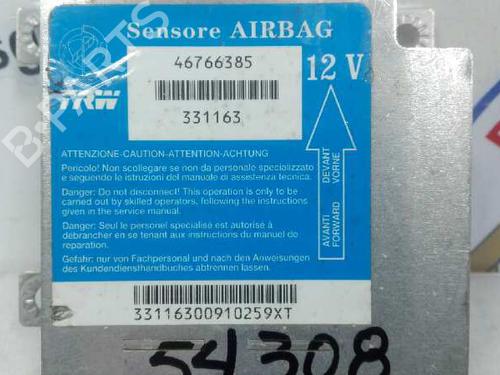 Sensore AIRBAG
46766385
12 V
TRW
331163
ATTENZIONE-CAUTION-ATTENTION-ACHTUNG
Pericolo! Non scollegare se non da personale specializzato
e seguendo le istruzioni del manuale di assistenza tecnica.
Danger: Do not disconnect! This operation is only to be
carried out by skilled operators, following the instructions
given in the service manual.
Danger: Seul le personel specialisé est autorisé à
débrancher en se tenant aux instructions du manuel de
reparation.
Gefahr: nur von Fachpersonal und nach den Anweisungen
des Kundendiensthandbuches abtrennen lassen.
AVANTI DEVANT
FORWARD VORNE
33116300910259XT
54308
B-PARTS